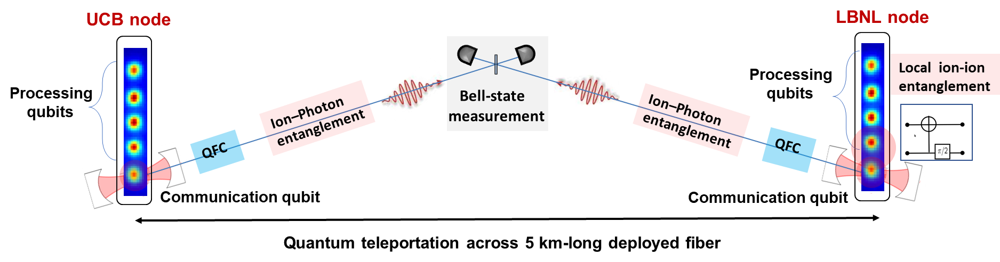 UCB node
LBNL node
Processing
qubits
QFC
Ion–Photon
entanglement
Bell-state
measurement
Ion–Photon
entanglement
QFC
Processing
qubits
Local ion-ion
entanglement
π/2
Communication qubit
Communication qubit
Quantum teleportation across 5 km-long deployed fiber